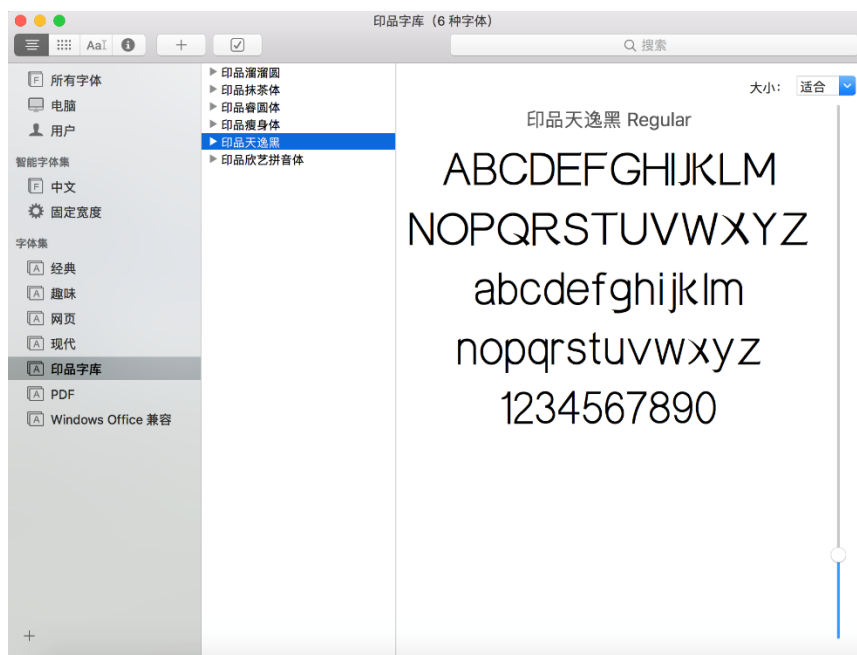 印品字库（6 种字体）
AaI
搜索
所有字体
电脑
用户
智能字体集
中文
固定宽度
字体集
经典
趣味
网页
现代
印品字库
PDF
Windows Office 兼容
印品溜溜圆
印品抹茶体
印品睿圆体
印品瘦身体
印品天逸黑
印品欣艺拼音体
大小： 适合
印品天逸黑 Regular
ABCDEFGHIJKLM
NOPQRSTUVWXYZ
abcdefghijklm
nopqrstuvwxyz
1234567890